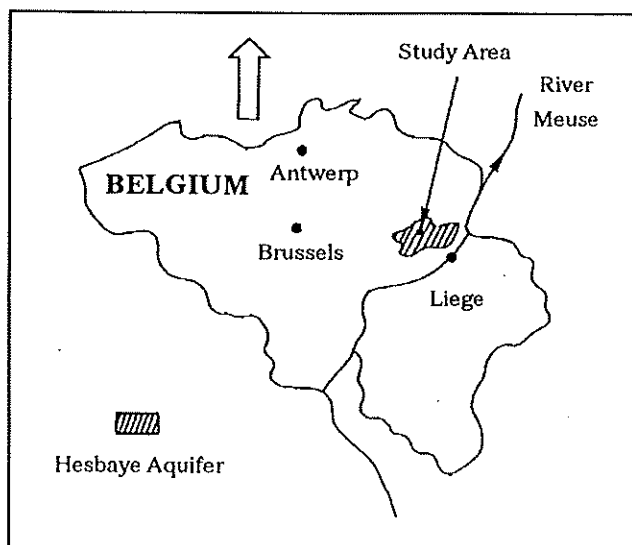 Study Area
River
Meuse
Antwerp
BELGIUM
Brussels
Liege
Hesbaye Aquifer